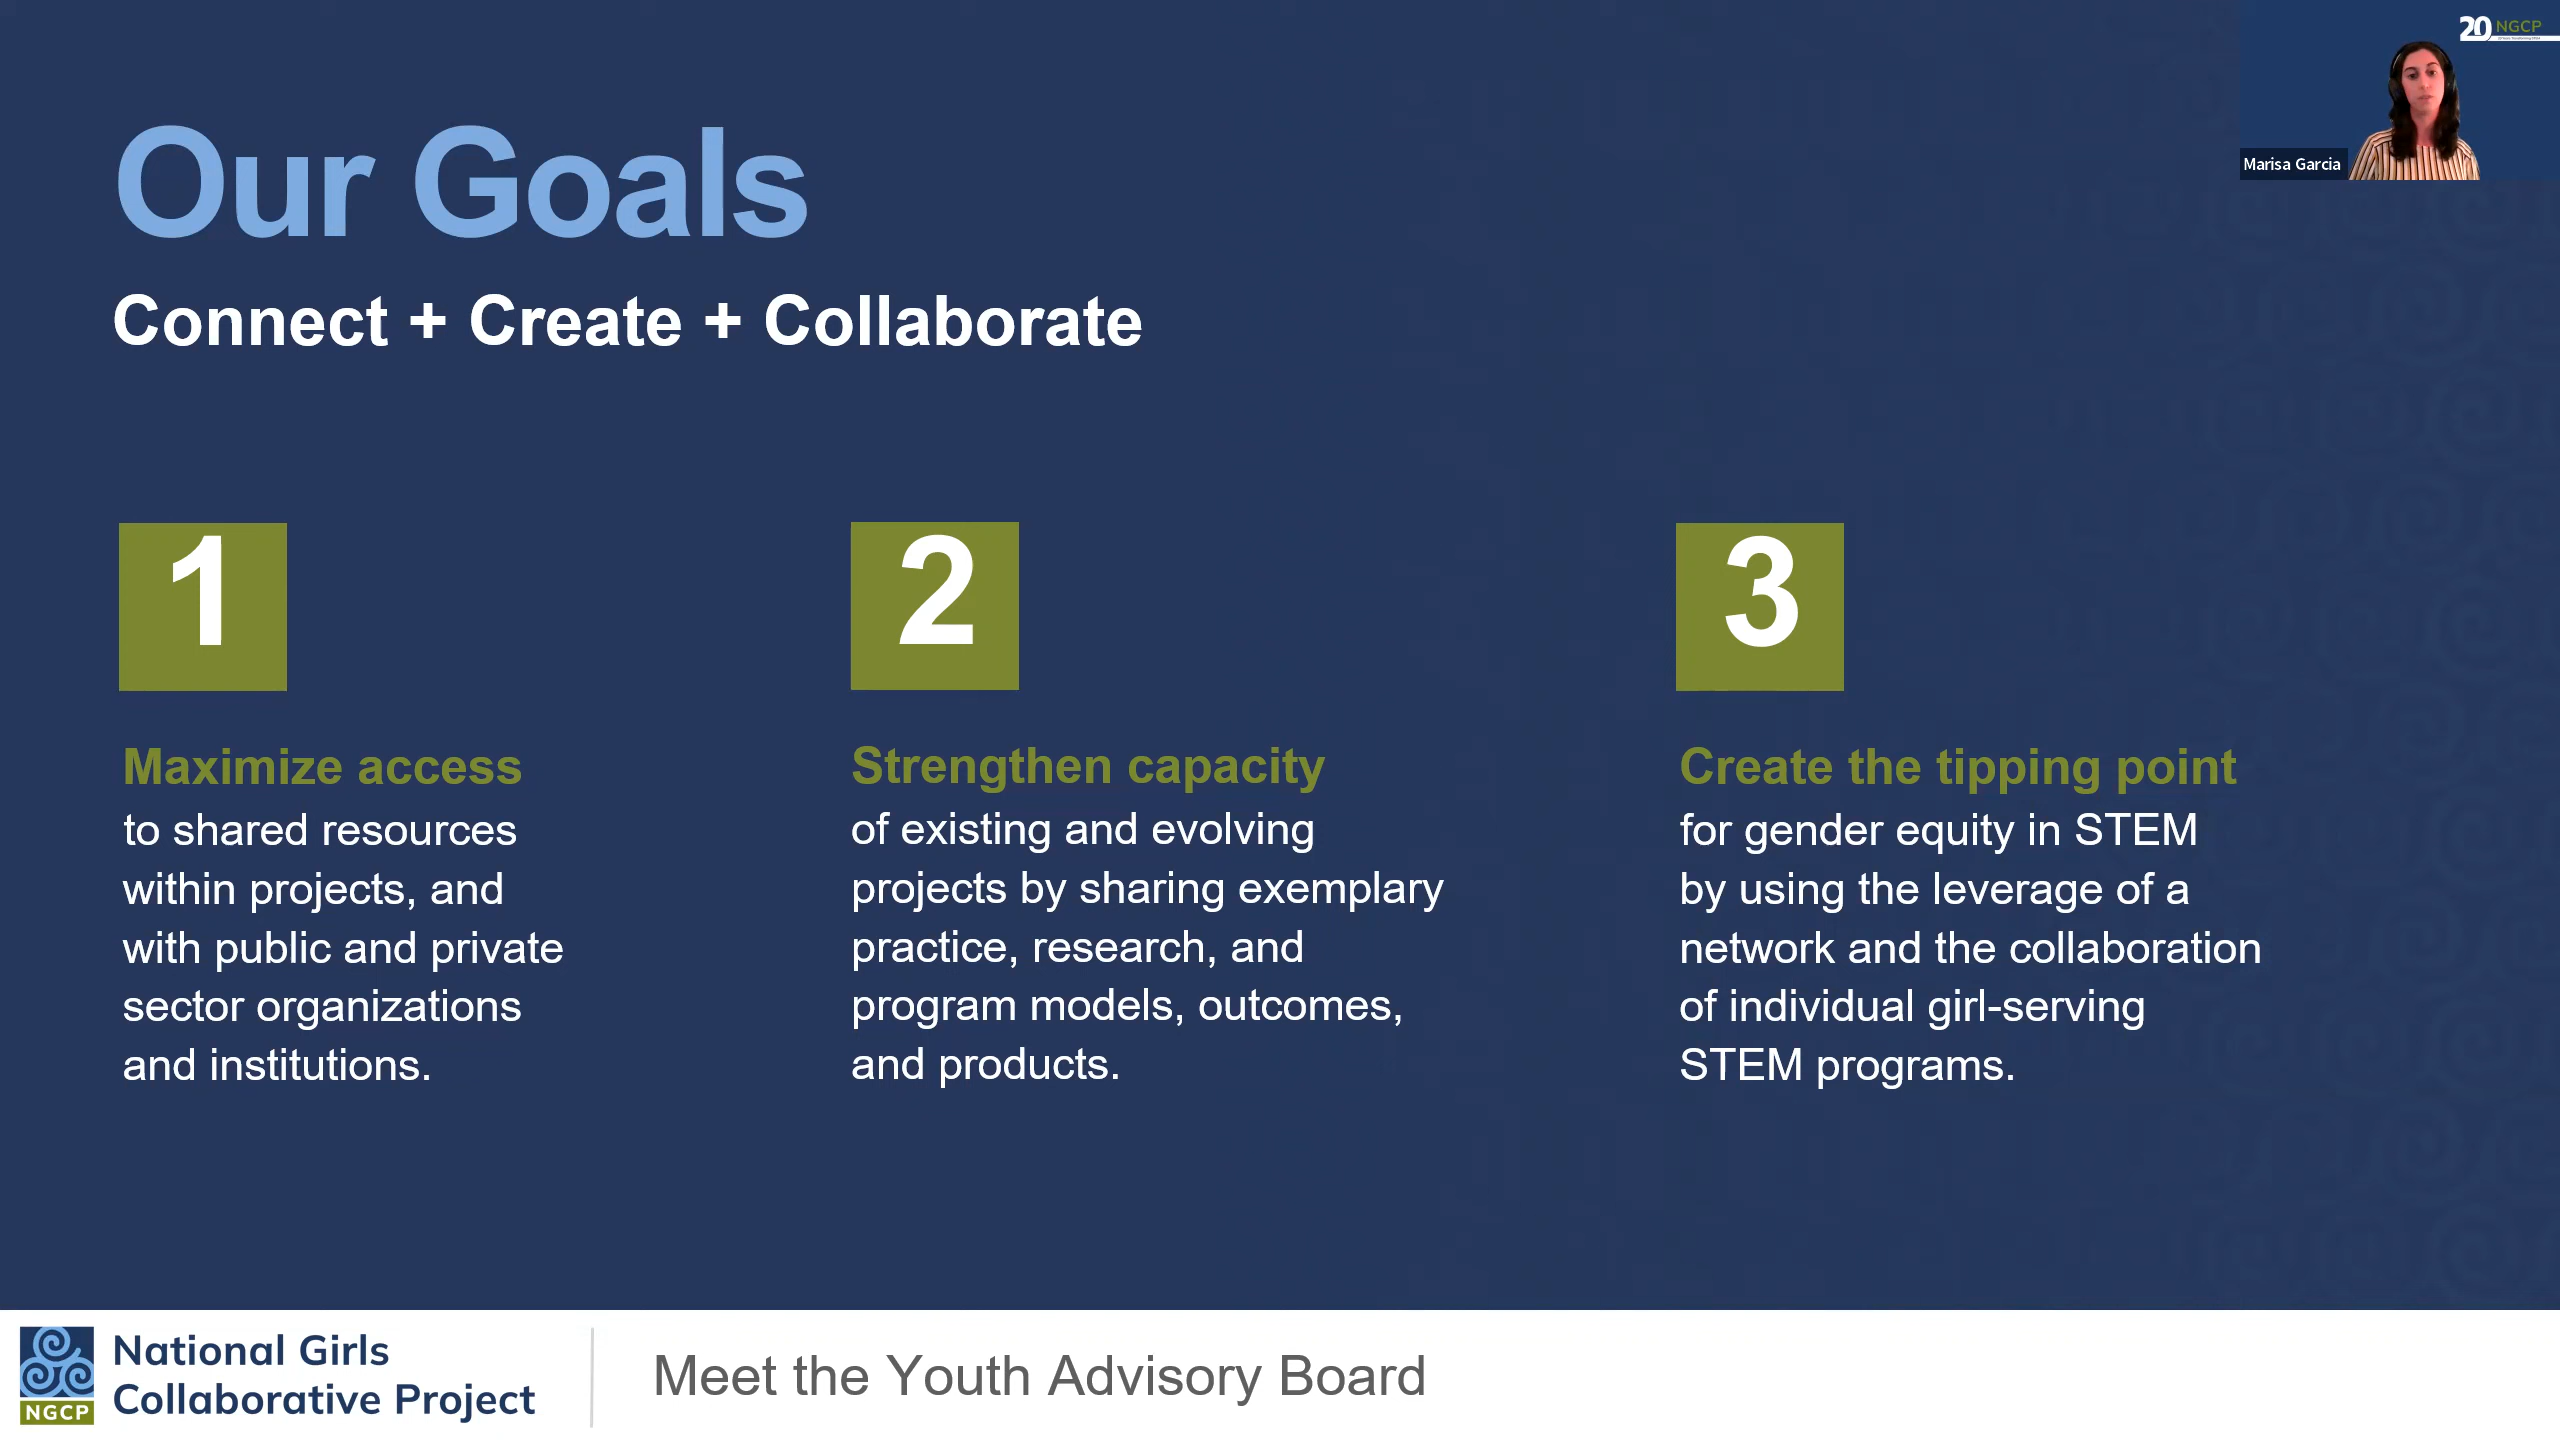 20 NGCP
Marisa Garcia
Our Goals
Connect + Create + Collaborate
1
Maximize access
to shared resources
within projects, and
with public and private
sector organizations
and institutions.
2
Strengthen capacity
of existing and evolving
projects by sharing exemplary
practice, research, and
program models, outcomes,
and products.
3
Create the tipping point
for gender equity in STEM
by using the leverage of a
network and the collaboration
of individual girl-serving
STEM programs.
NGCP
National Girls
Collaborative Project
Meet the Youth Advisory Board